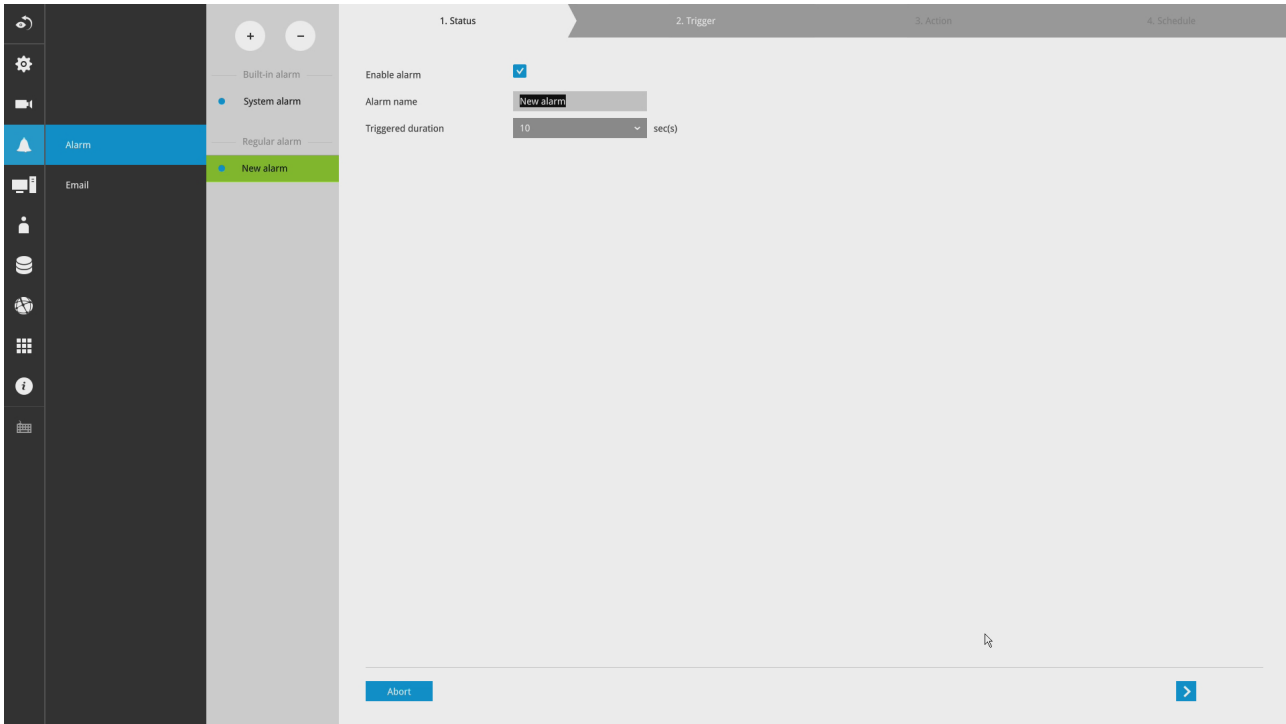 1. Status
2. Trigger
3. Action
4. Schedule
+
-
Built-in alarm
System alarm
Regular alarm
New alarm
Alarm
Email
Enable alarm
Alarm name
New alarm
Triggered duration
10
sec(s)
Abort